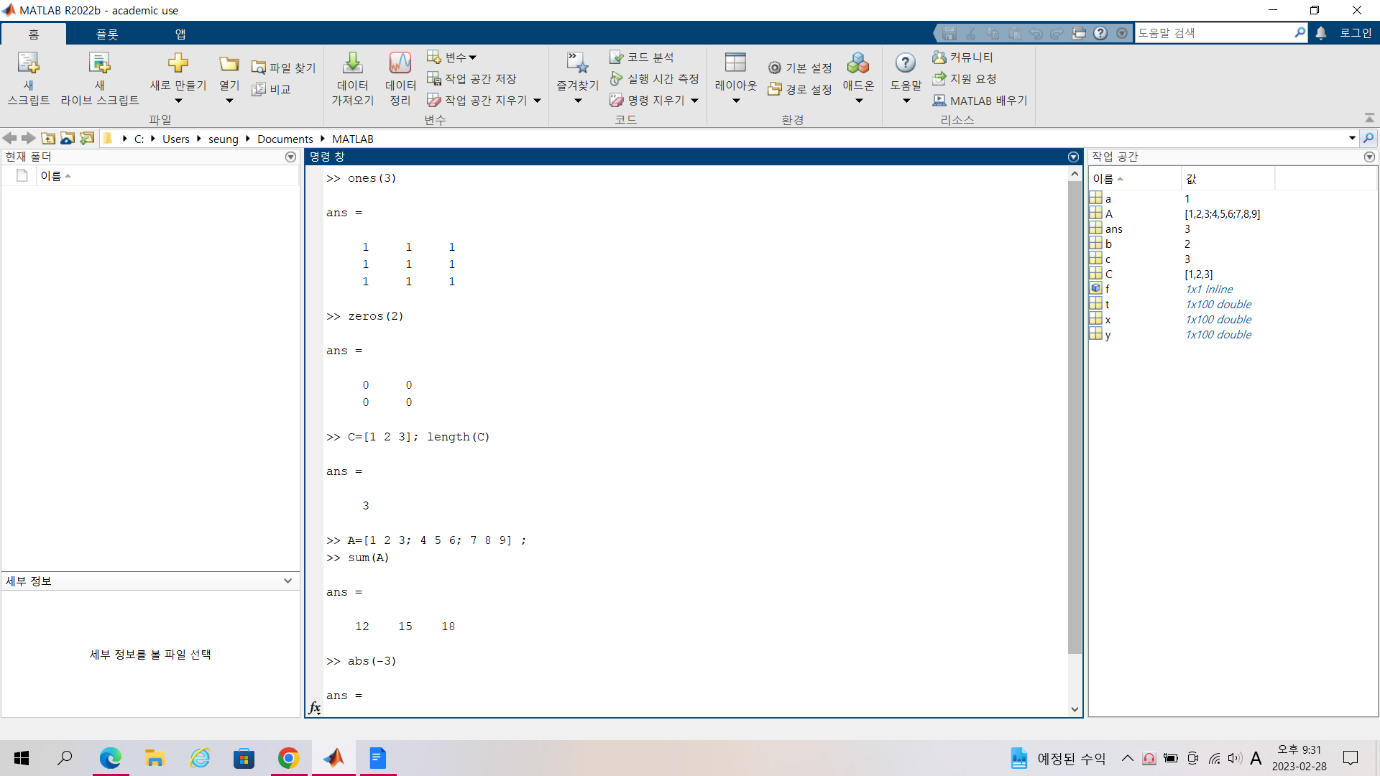 MATLAB R2022b - academic use
홈 플롯 앱
도움말 검색 로그인
새 스크립트
새 라이브 스크립트
새로 만들기
열기
파일 찾기
비교
파일
데이터 가져오기
데이터 정리
변수
작업 공간 저장
작업 공간 지우기
변수
즐겨찾기
코드 분석
실행 시간 측정
명령 지우기
코드
레이아웃
기본 설정
경로 설정
애드온
환경
도움말
커뮤니티
지원 요청
MATLAB 배우기
리소스
C: Users seung Documents MATLAB
현재 폴더
이름
세부 정보
세부 정보를 볼 파일 선택
명령 창
>> ones(3)
ans =
1 1 1
1 1 1
1 1 1
>> zeros(2)
ans =
0 0
0 0
>> C=[1 2 3]; length(C)
ans =
3
>> A=[1 2 3; 4 5 6; 7 8 9] ;
>> sum(A)
ans =
12 15 18
>> abs(-3)
ans =
fx
작업 공간
이름 값
a 1
A [1,2,3;4,5,6;7,8,9]
ans 3
b 2
c 3
C [1,2,3]
f 1x1 inline
t 1x100 double
x 1x100 double
y 1x100 double
예정된 수익
A
오후 9:31
2023-02-28